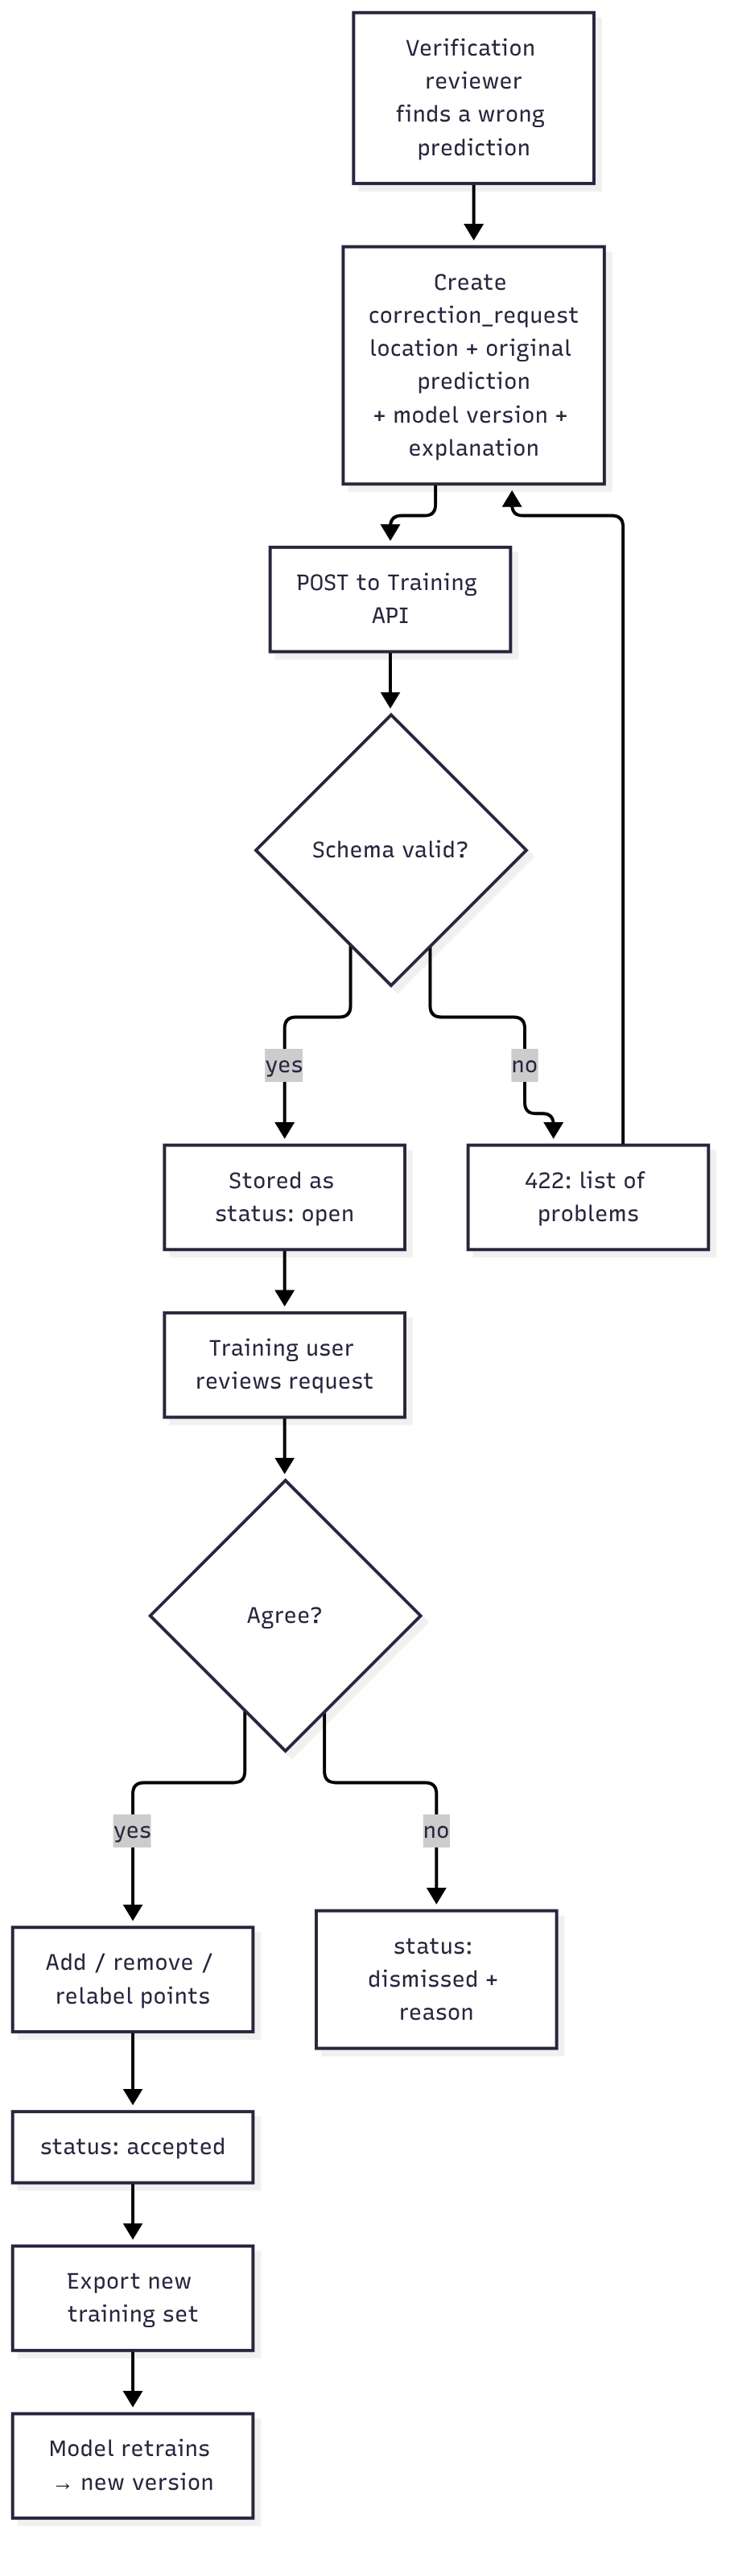 Verification
reviewer
finds a wrong
prediction
Create
correction_request
location + original
prediction
+ model version +
explanation
POST to Training
API
Schema valid?
yes
no
Stored as
status: open
422: list of
problems
Training user
reviews request
Agree?
yes
no
Add / remove /
relabel points
status:
dismissed +
reason
status: accepted
Export new
training set
Model retrains
→ new version